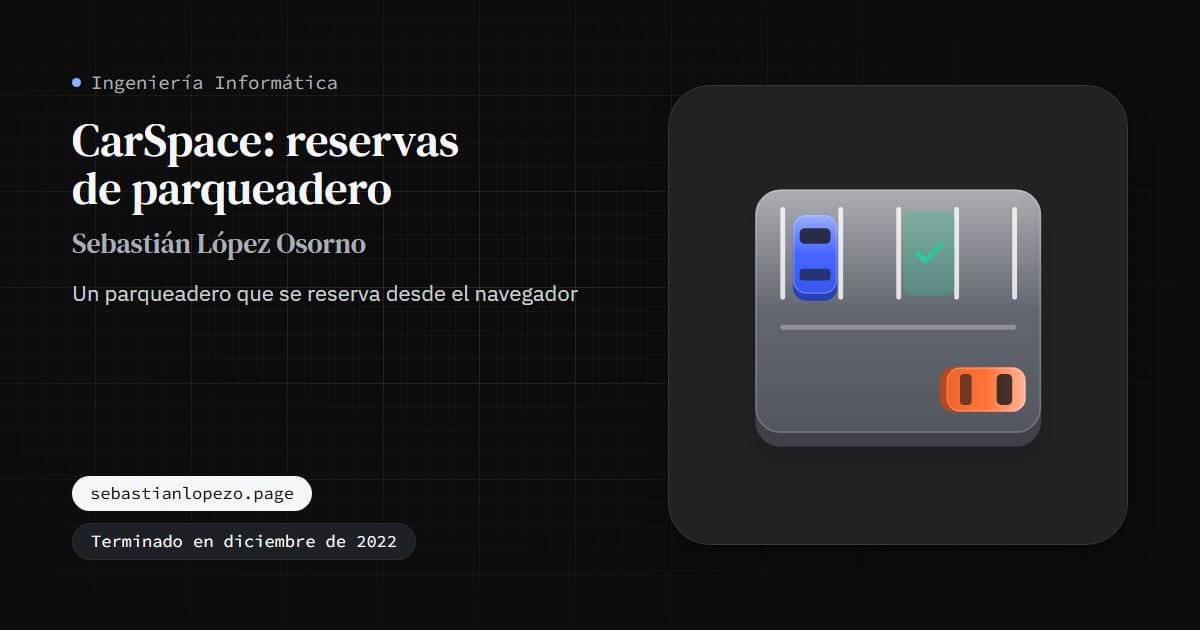 Ingeniería Informática
CarSpace: reservas
de parqueadero
Sebastián López Osorno
Un parqueadero que se reserva desde el navegador
sebastianlopezo.page
Terminado en diciembre de 2022